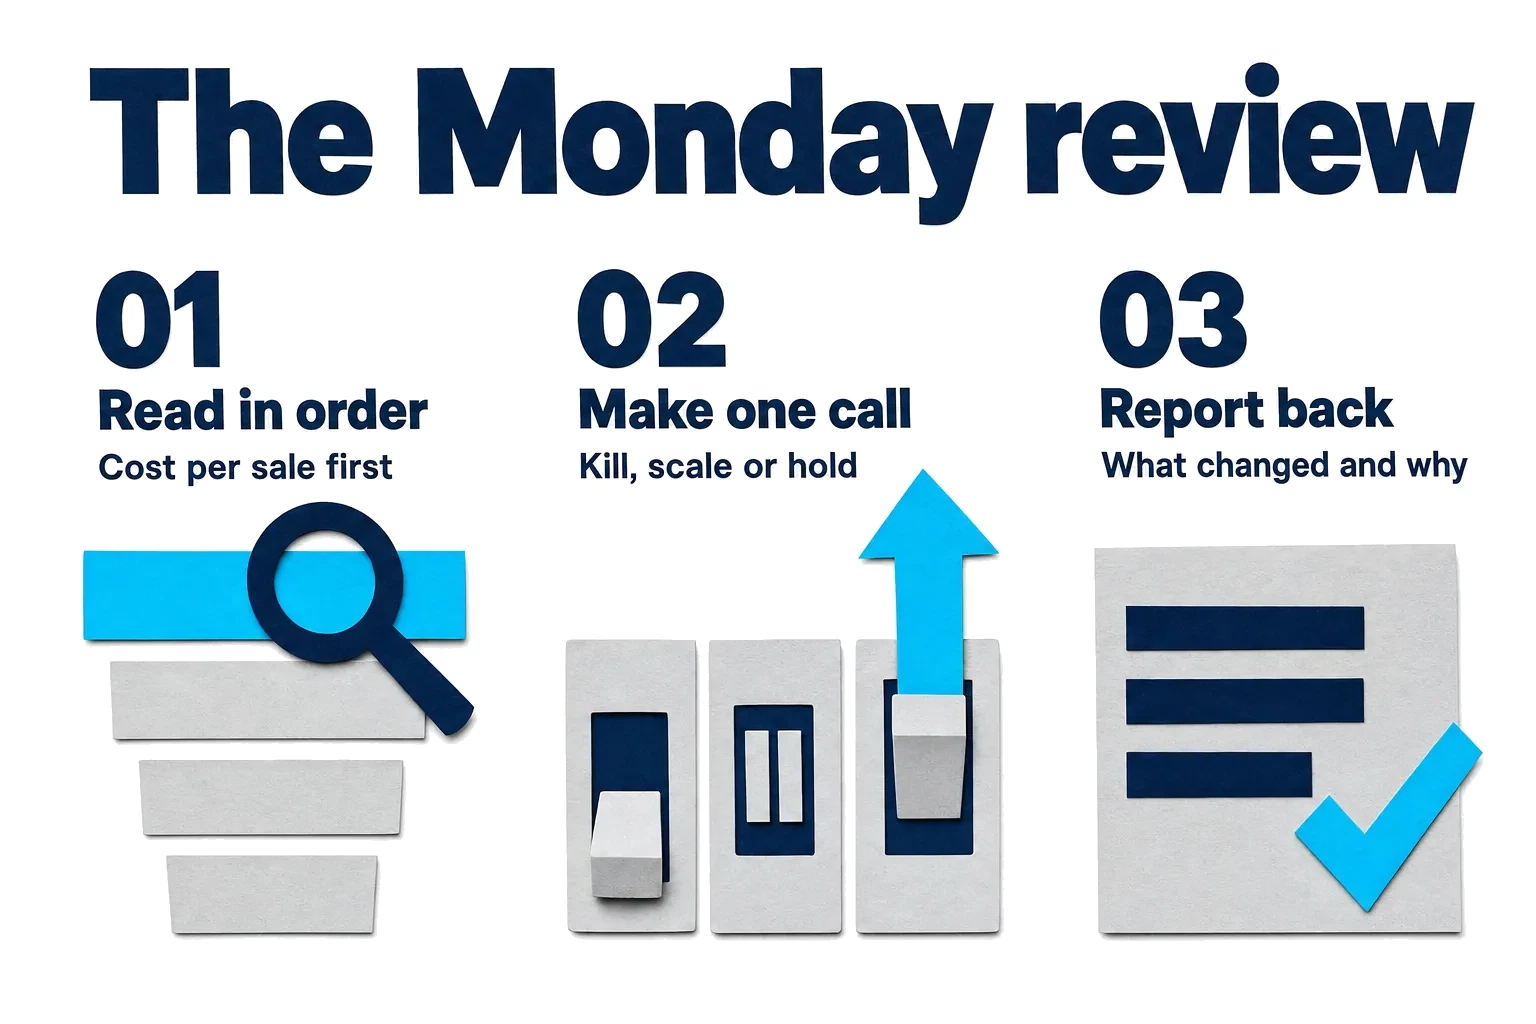 The Monday review
01
Read in order
Cost per sale first
02
Make one call
Kill, scale or hold
03
Report back
What changed and why